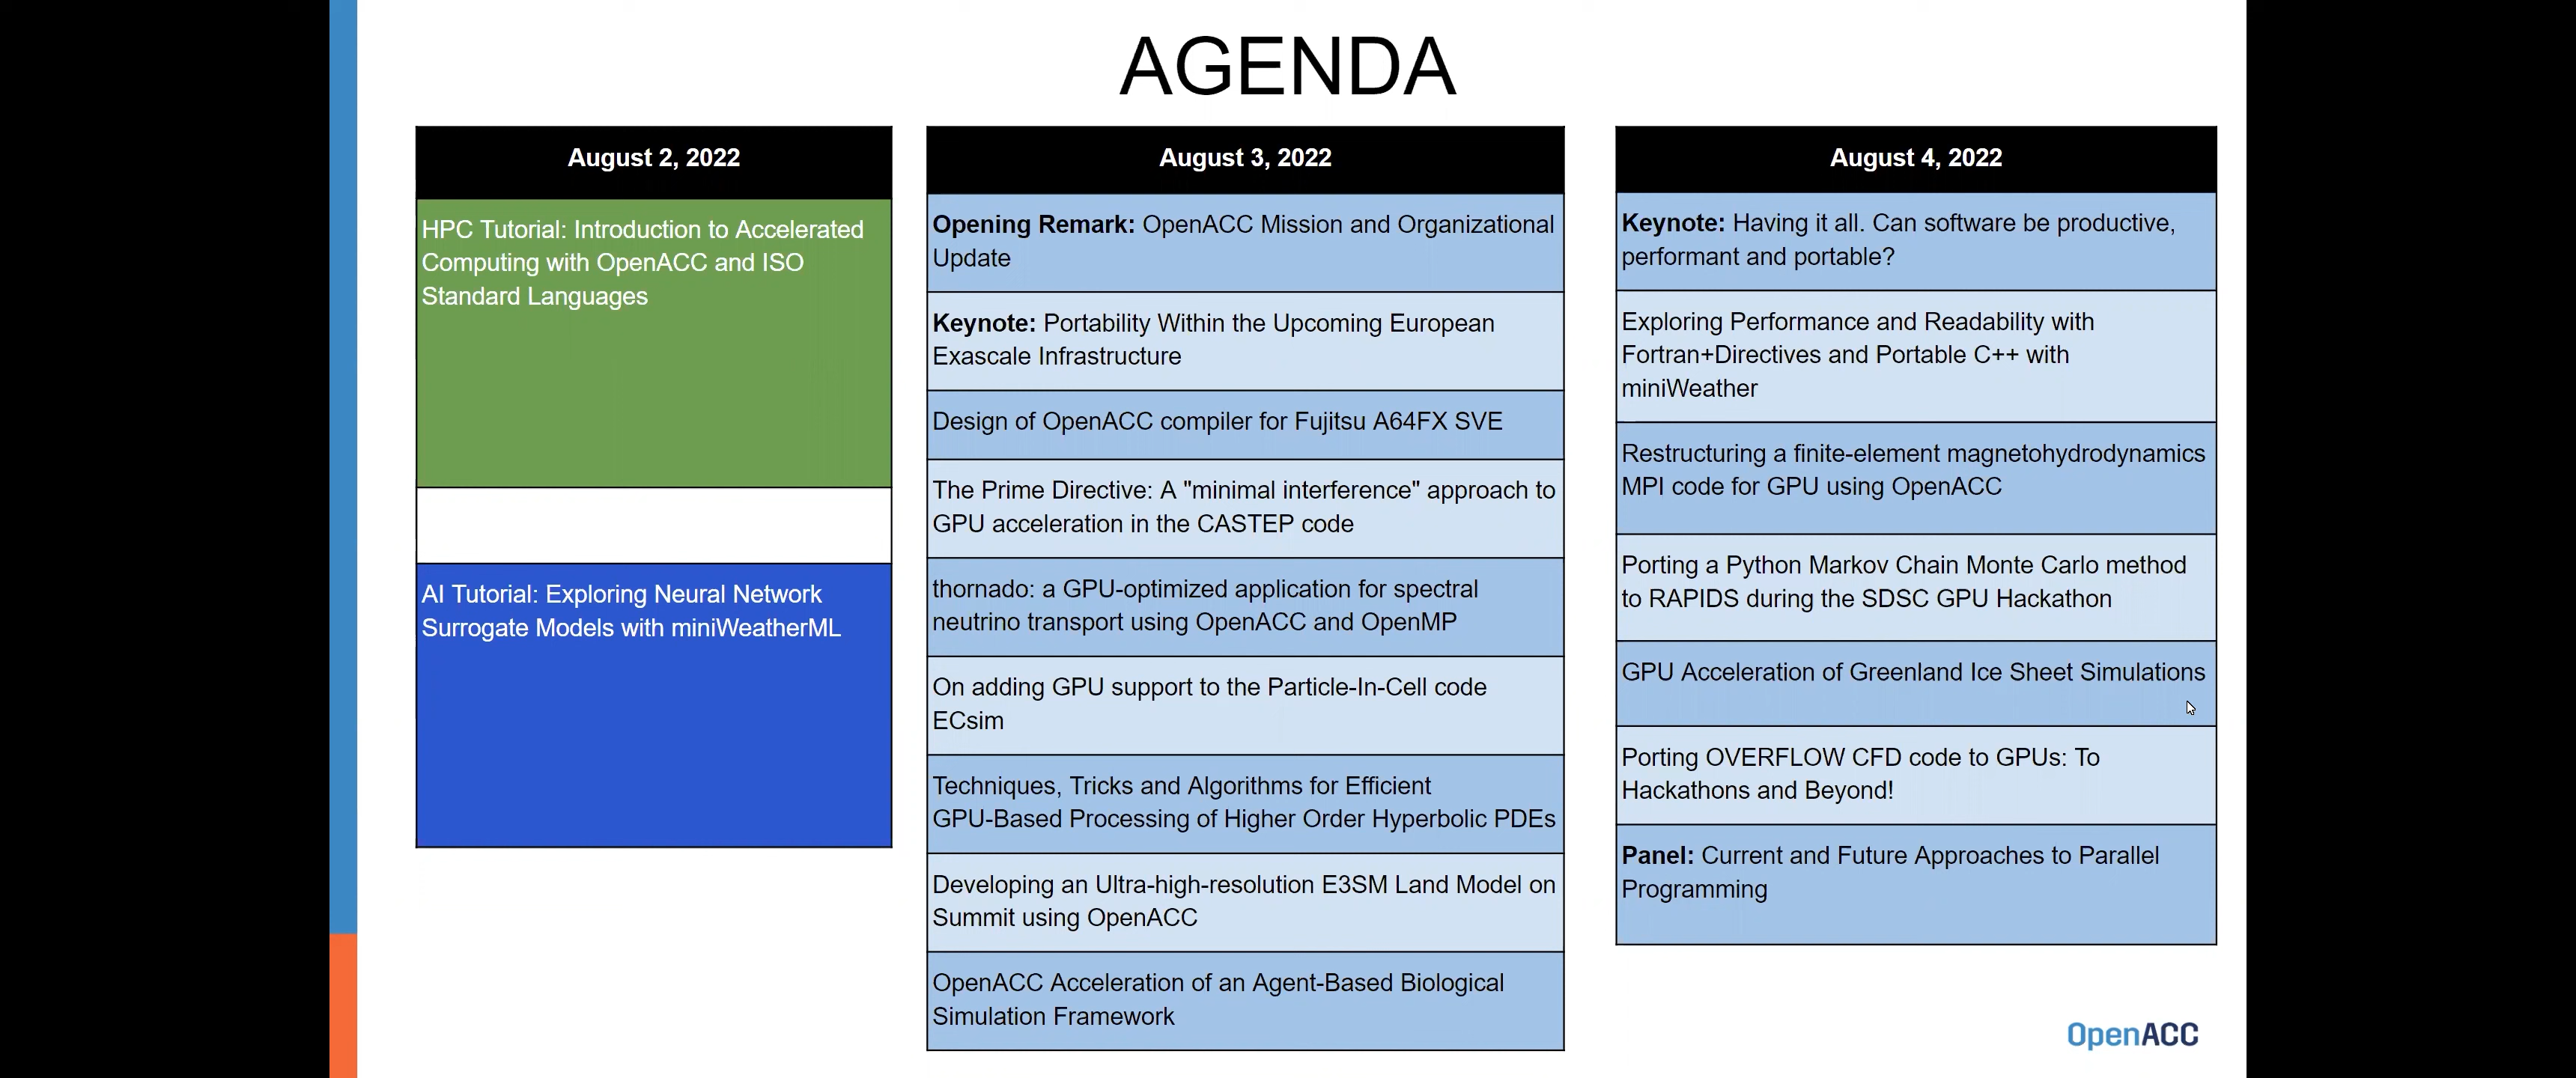 AGENDA
August 2, 2022
HPC Tutorial: Introduction to Accelerated
Computing with OpenACC and ISO
Standard Languages
AI Tutorial: Exploring Neural Network
Surrogate Models with miniWeatherML
August 3, 2022
Opening Remark: OpenACC Mission and Organizational
Update
Keynote: Portability Within the Upcoming European
Exascale Infrastructure
Design of OpenACC compiler for Fujitsu A64FX SVE
The Prime Directive: A "minimal interference" approach to
GPU acceleration in the CASTEP code
thornado: a GPU-optimized application for spectral
neutrino transport using OpenACC and OpenMP
On adding GPU support to the Particle-In-Cell code
ECsim
Techniques, Tricks and Algorithms for Efficient
GPU-Based Processing of Higher Order Hyperbolic PDEs
Developing an Ultra-high-resolution E3SM Land Model on
Summit using OpenACC
OpenACC Acceleration of an Agent-Based Biological
Simulation Framework
August 4, 2022
Keynote: Having it all. Can software be productive,
performant and portable?
Exploring Performance and Readability with
Fortran+Directives and Portable C++ with
miniWeather
Restructuring a finite-element magnetohydrodynamics
MPI code for GPU using OpenACC
Porting a Python Markov Chain Monte Carlo method
to RAPIDS during the SDSC GPU Hackathon
GPU Acceleration of Greenland Ice Sheet Simulations
Porting OVERFLOW CFD code to GPUs: To
Hackathons and Beyond!
Panel: Current and Future Approaches to Parallel
Programming
OpenACC